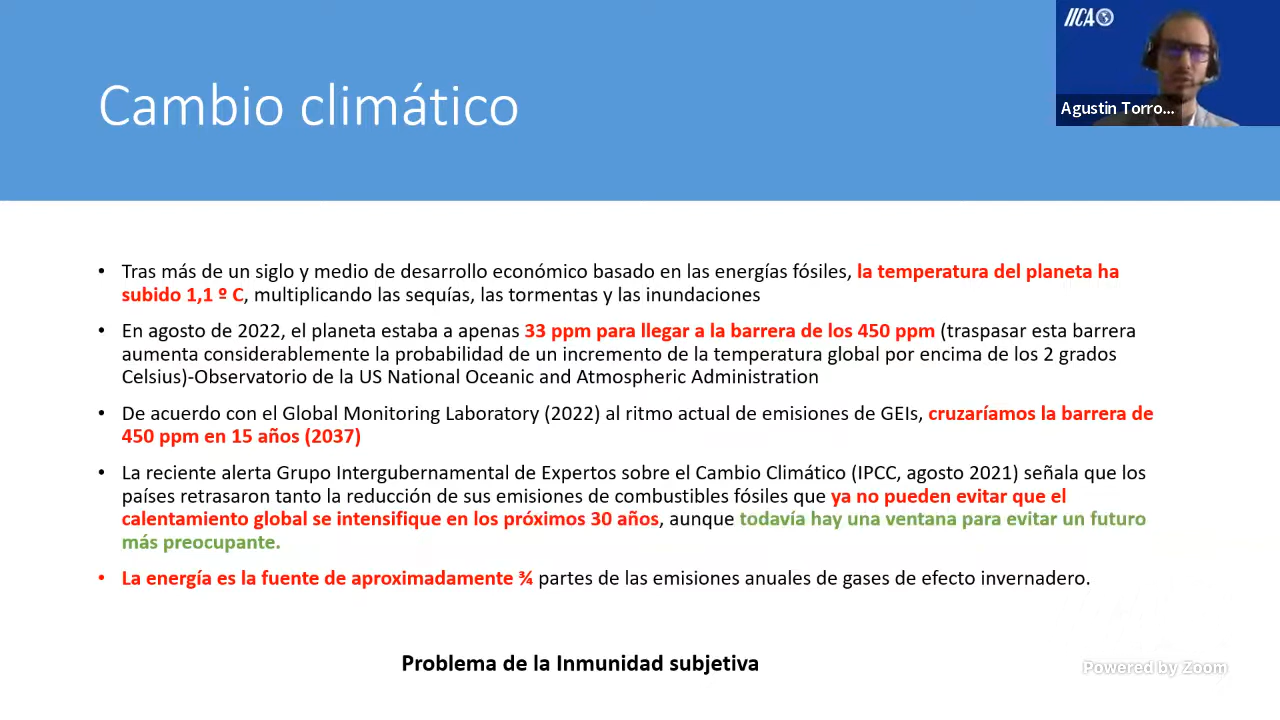 IICA
Cambio climático
Agustin Torro...
• Tras más de un siglo y medio de desarrollo económico basado en las energías fósiles, la temperatura del planeta ha
subido 1,1 º C, multiplicando las sequías, las tormentas y las inundaciones
• En agosto de 2022, el planeta estaba a apenas 33 ppm para llegar a la barrera de los 450 ppm (traspasar esta barrera
aumenta considerablemente la probabilidad de un incremento de la temperatura global por encima de los 2 grados
Celsius)-Observatorio de la US National Oceanic and Atmospheric Administration
• De acuerdo con el Global Monitoring Laboratory (2022) al ritmo actual de emisiones de GEIs, cruzaríamos la barrera de
450 ppm en 15 años (2037)
• La reciente alerta Grupo Intergubernamental de Expertos sobre el Cambio Climático (IPCC, agosto 2021) señala que los
países retrasaron tanto la reducción de sus emisiones de combustibles fósiles que ya no pueden evitar que el
calentamiento global se intensifique en los próximos 30 años, aunque todavía hay una ventana para evitar un futuro
más preocupante.
• La energía es la fuente de aproximadamente ¾ partes de las emisiones anuales de gases de efecto invernadero.
Problema de la Inmunidad subjetiva
Powered by Zoom